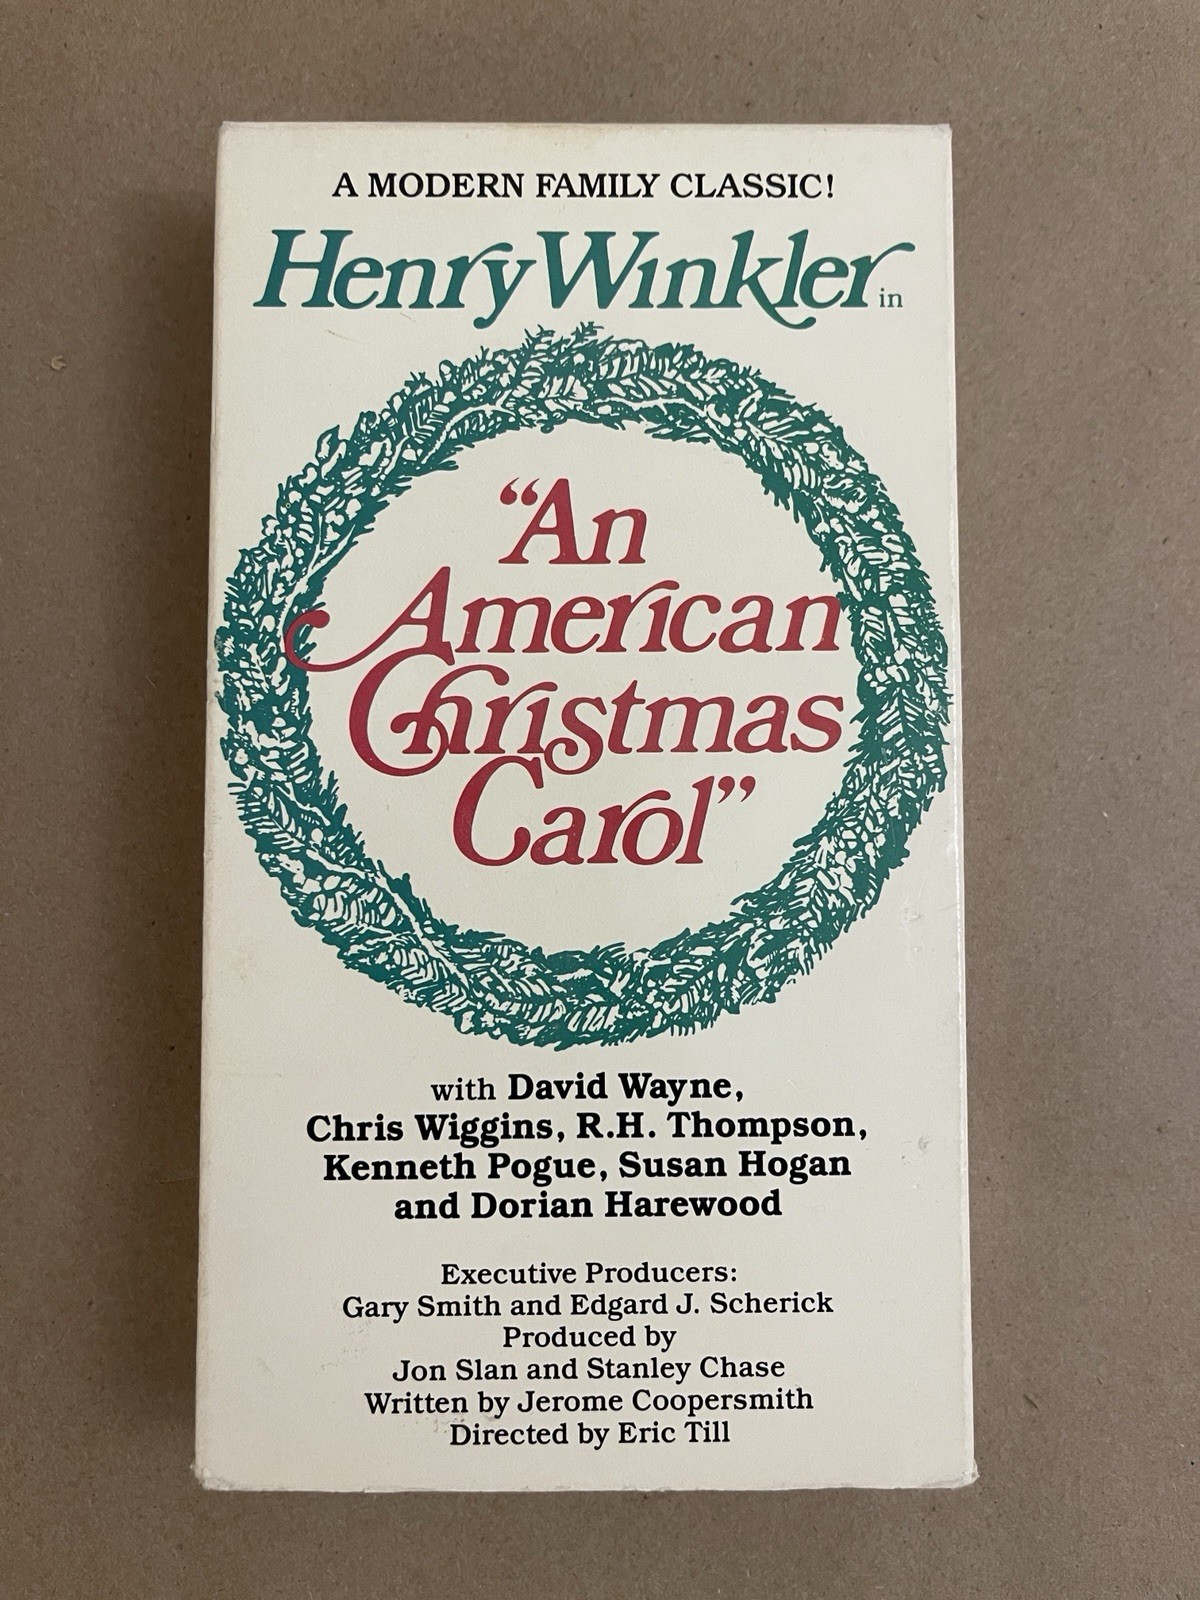 A MODERN FAMILY CLASSIC!
Henry Winkler in
“An
American
Christmas
Carol”
with David Wayne,
Chris Wiggins, R.H. Thompson,
Kenneth Pogue, Susan Hogan
and Dorian Harewood
Executive Producers:
Gary Smith and Edgard J. Scherick
Produced by
Jon Slan and Stanley Chase
Written by Jerome Coopersmith
Directed by Eric Till